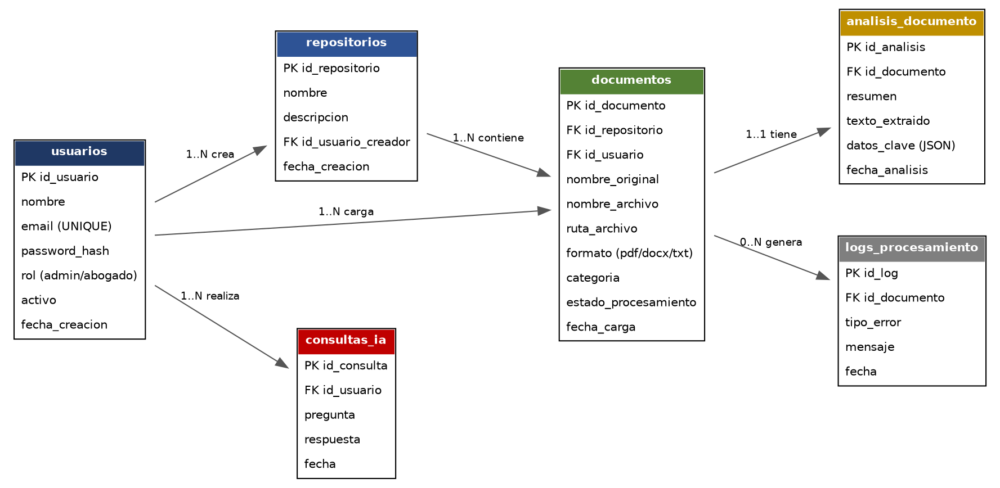 usuarios
PK id_usuario
nombre
email (UNIQUE)
password_hash
rol (admin/abogado)
activo
fecha_creacion
1..N crea
1..N carga
1..N realiza
repositorios
PK id_repositorio
nombre
descripcion
FK id_usuario_creador
fecha_creacion
consultas_ia
PK id_consulta
FK id_usuario
pregunta
respuesta
fecha
1..N contiene
documentos
PK id_documento
FK id_repositorio
FK id_usuario
nombre_original
nombre_archivo
ruta_archivo
formato (pdf/docx/txt)
categoria
estado_procesamiento
fecha_carga
1..1 tiene
0..N genera
analisis_documento
PK id_analisis
FK id_documento
resumen
texto_extraido
datos_clave (JSON)
fecha_analisis
logs_procesamiento
PK id_log
FK id_documento
tipo_error
mensaje
fecha